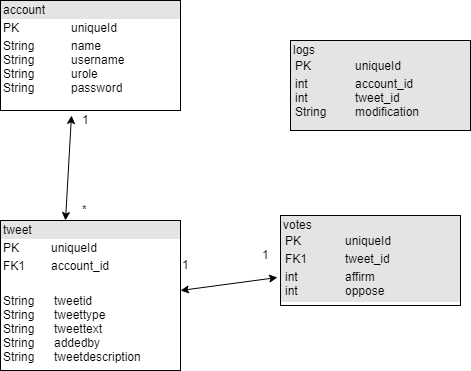 account
PK uniqueId
String name
String username
String urole
String password
1
*
tweet
PK uniqueId
FK1 account_id
String tweetid
String tweettype
String tweettext
String addedby
String tweetdescription
1
1
logs
PK uniqueId
int account_id
int tweet_id
String modification
votes
PK uniqueId
FK1 tweet_id
int affirm
int oppose